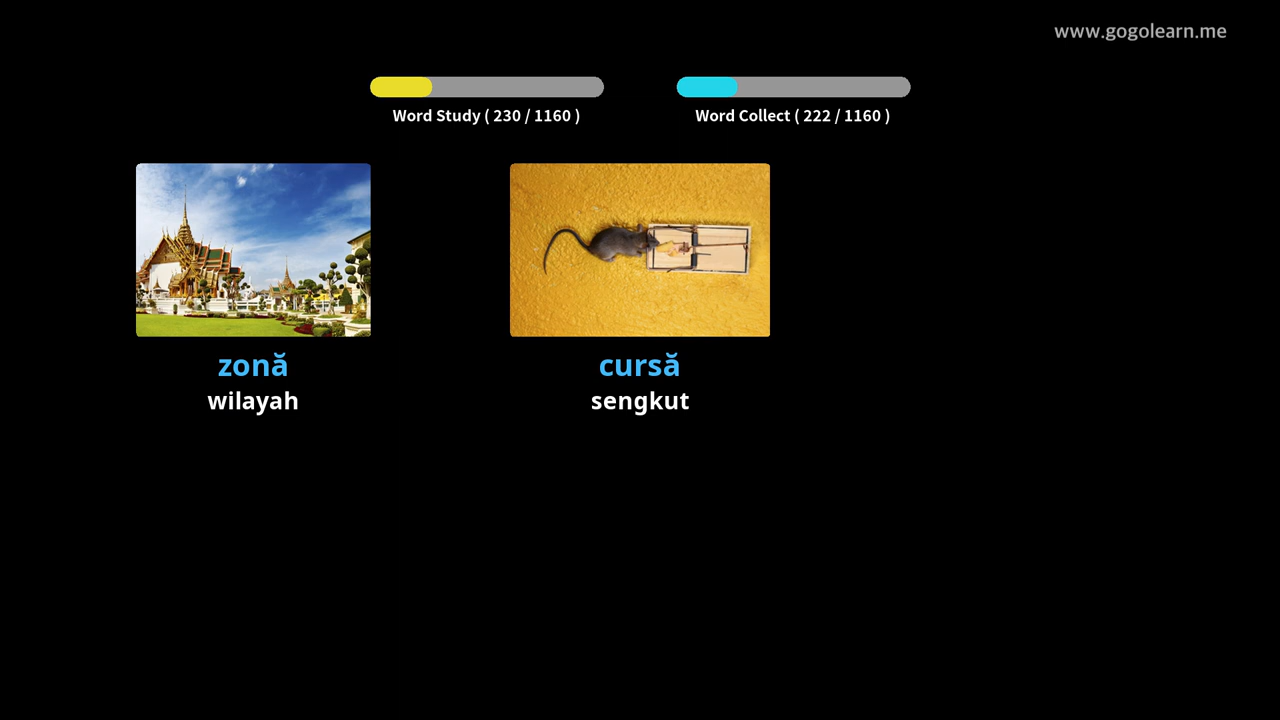 www.gogolearn.me
Word Study ( 230 / 1160 )
Word Collect ( 222 / 1160 )
zonă
wilayah
cursă
sengkut